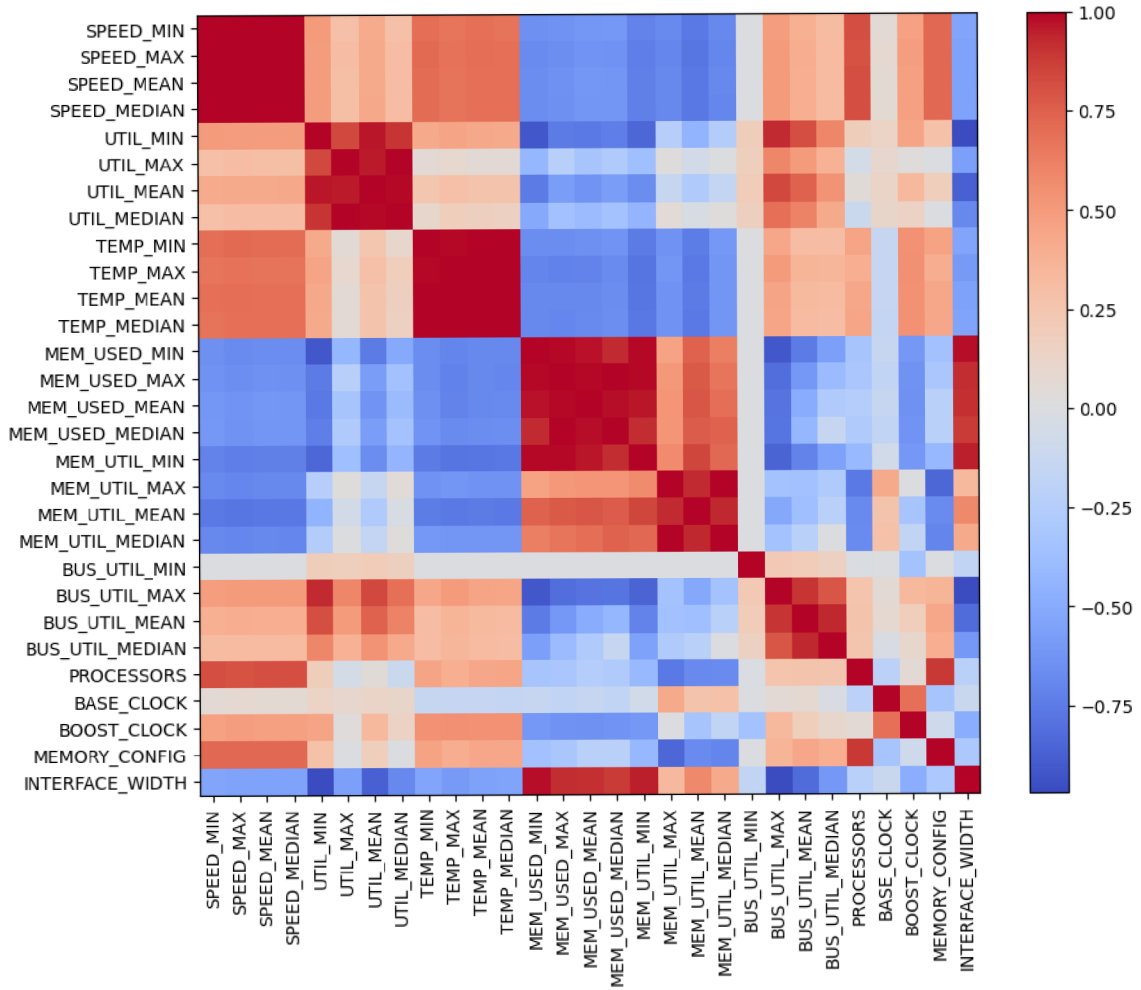 SPEED_MIN
SPEED_MAX
SPEED_MEAN
SPEED_MEDIAN
UTIL_MIN
UTIL_MAX
UTIL_MEAN
UTIL_MEDIAN
TEMP_MIN
TEMP_MAX
TEMP_MEAN
TEMP_MEDIAN
MEM_USED_MIN
MEM_USED_MAX
MEM_USED_MEAN
MEM_USED_MEDIAN
MEM_UTIL_MIN
MEM_UTIL_MAX
MEM_UTIL_MEAN
MEM_UTIL_MEDIAN
BUS_UTIL_MIN
BUS_UTIL_MAX
BUS_UTIL_MEAN
BUS_UTIL_MEDIAN
PROCESSORS
BASE_CLOCK
BOOST_CLOCK
MEMORY_CONFIG
INTERFACE_WIDTH
SPEED_MIN
SPEED_MAX
SPEED_MEAN
SPEED_MEDIAN
UTIL_MIN
UTIL_MAX
UTIL_MEAN
UTIL_MEDIAN
TEMP_MIN
TEMP_MAX
TEMP_MEAN
TEMP_MEDIAN
MEM_USED_MIN
MEM_USED_MAX
MEM_USED_MEAN
MEM_USED_MEDIAN
MEM_UTIL_MIN
MEM_UTIL_MAX
MEM_UTIL_MEAN
MEM_UTIL_MEDIAN
BUS_UTIL_MIN
BUS_UTIL_MAX
BUS_UTIL_MEAN
BUS_UTIL_MEDIAN
PROCESSORS
BASE_CLOCK
BOOST_CLOCK
MEMORY_CONFIG
INTERFACE_WIDTH
1.00
0.75
0.50
0.25
0.00
−0.25
−0.50
−0.75